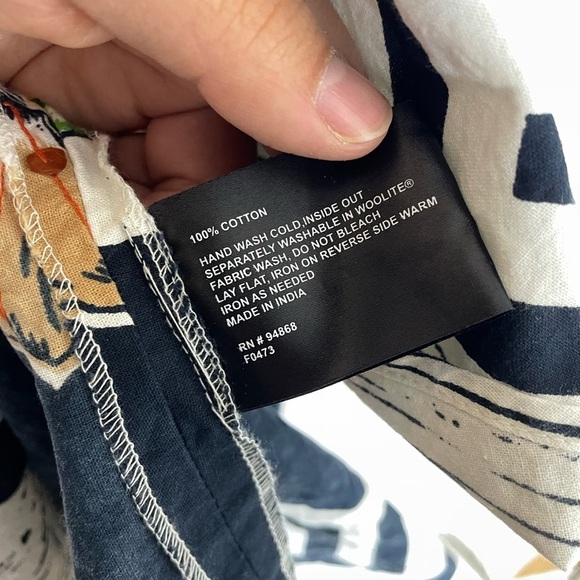 100% COTTON
HAND WASH COLD,INSIDE OUT
SEPARATELY WASHABLE IN WOOLITE®
FABRIC WASH, DO NOT BLEACH
LAY FLAT, IRON ON REVERSE SIDE WARM
IRON AS NEEDED
MADE IN INDIA
RN # 94868
F0473